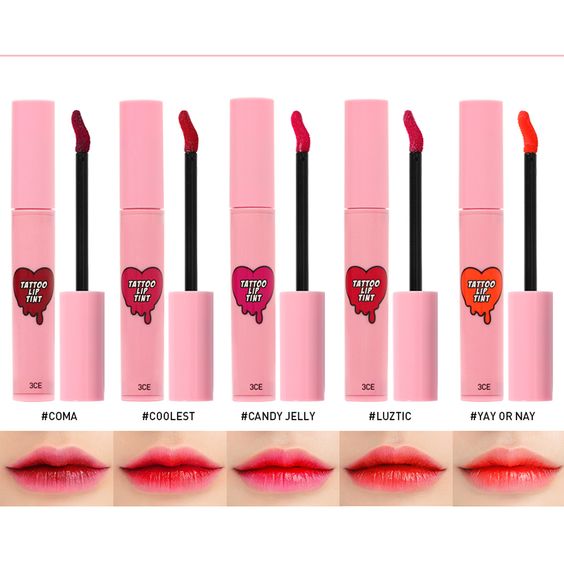 TATTOO
LIP
TINT
3CE
#COMA
TATTOO
LIP
TINT
3CE
#COOLEST
TATTOO
LIP
TINT
3CE
#CANDY JELLY
TATTOO
LIP
TINT
3CE
#LUZTIC
TATTOO
LIP
TINT
3CE
#YAY OR NAY